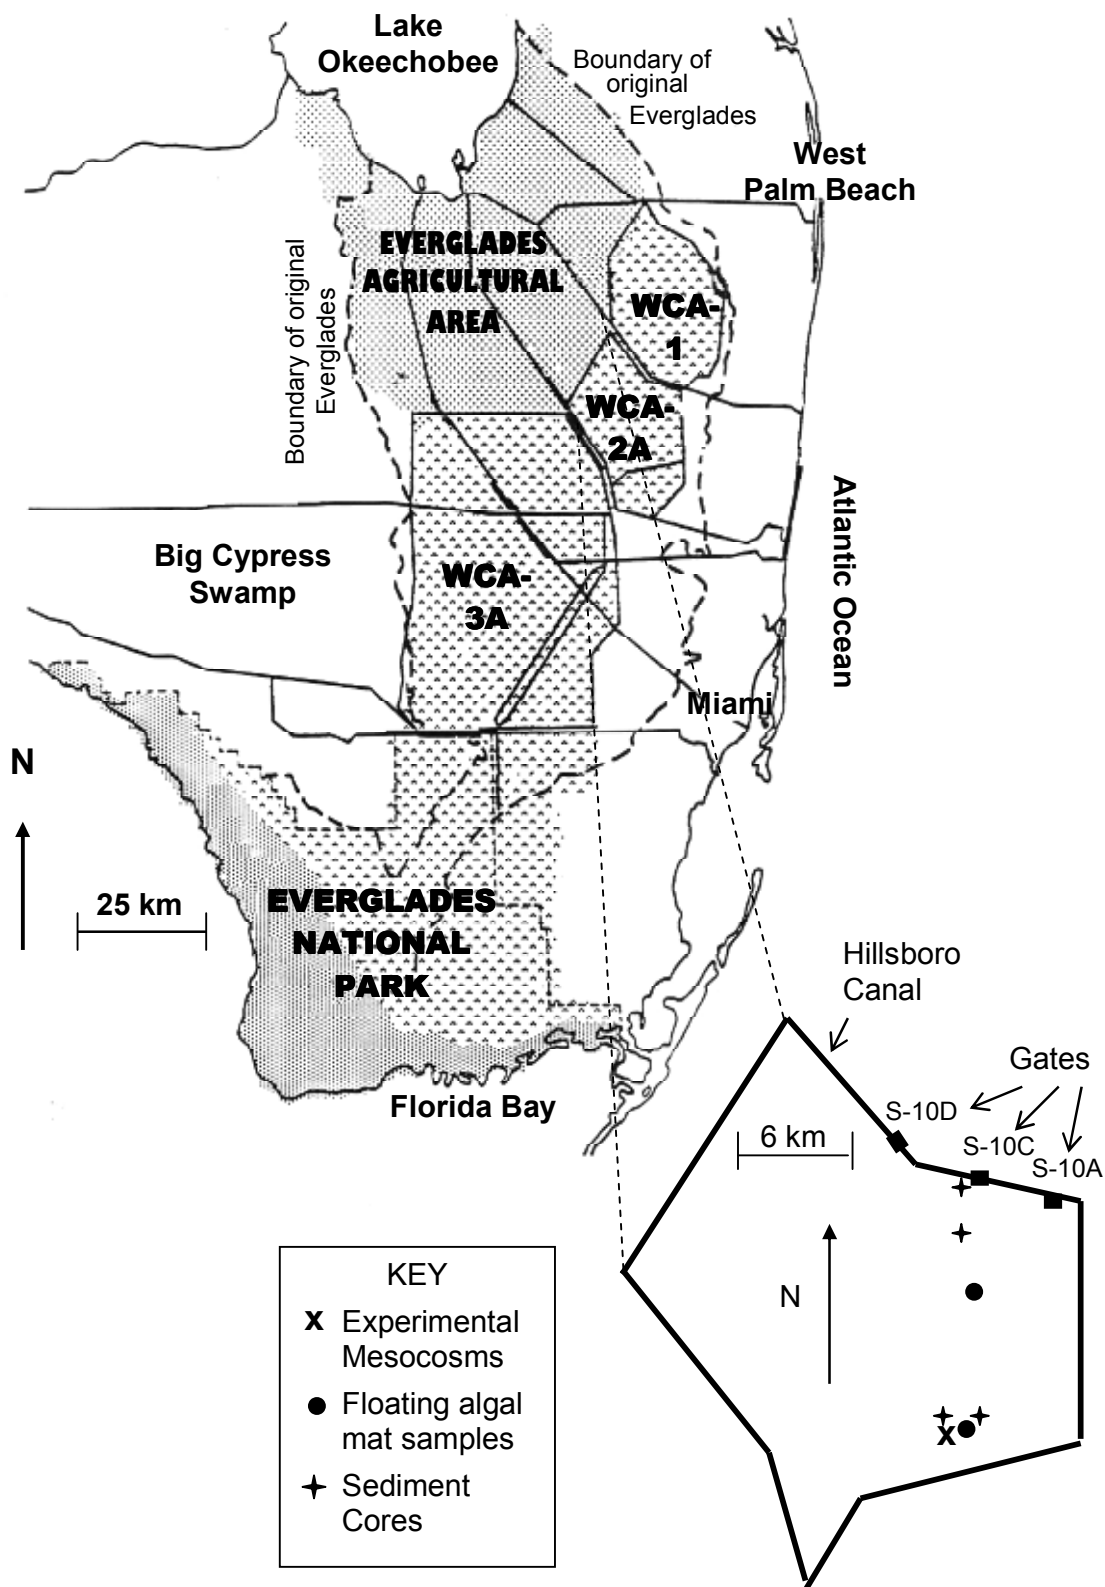 Lake
Okeechobee
Boundary of
original
Everglades
West
Palm Beach
EVERGLADES
AGRICULTURAL
AREA
Boundary of original
Everglades
WCA-
1
WCA-
2A
Atlantic Ocean
Big Cypress
Swamp
WCA-
3A
Miami
N
25 km
EVERGLADES
NATIONAL
PARK
Florida Bay
Hillsboro
Canal
Gates
S-10D
S-10C
S-10A
6 km
N
KEY
x Experimental
Mesocosms
Floating algal
mat samples
Sediment
Cores
x